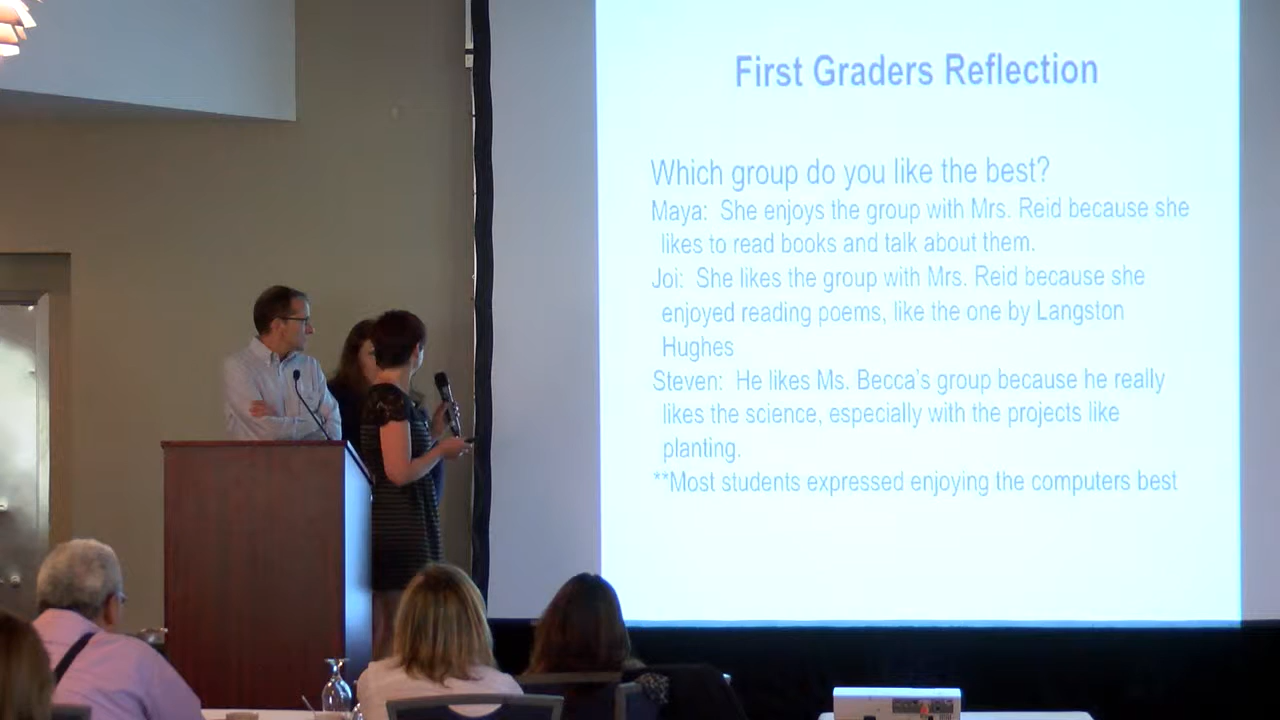 First Graders Reflection
Which group do you like the best?
Maya: She enjoys the group with Mrs. Reid because she
likes to read books and talk about them.
Joi: She likes the group with Mrs. Reid because she
enjoyed reading poems, like the one by Langston
Hughes
Steven: He likes Ms. Becca's group because he really
likes the science, especially with the projects like
planting.
**Most students expressed enjoying the computers best